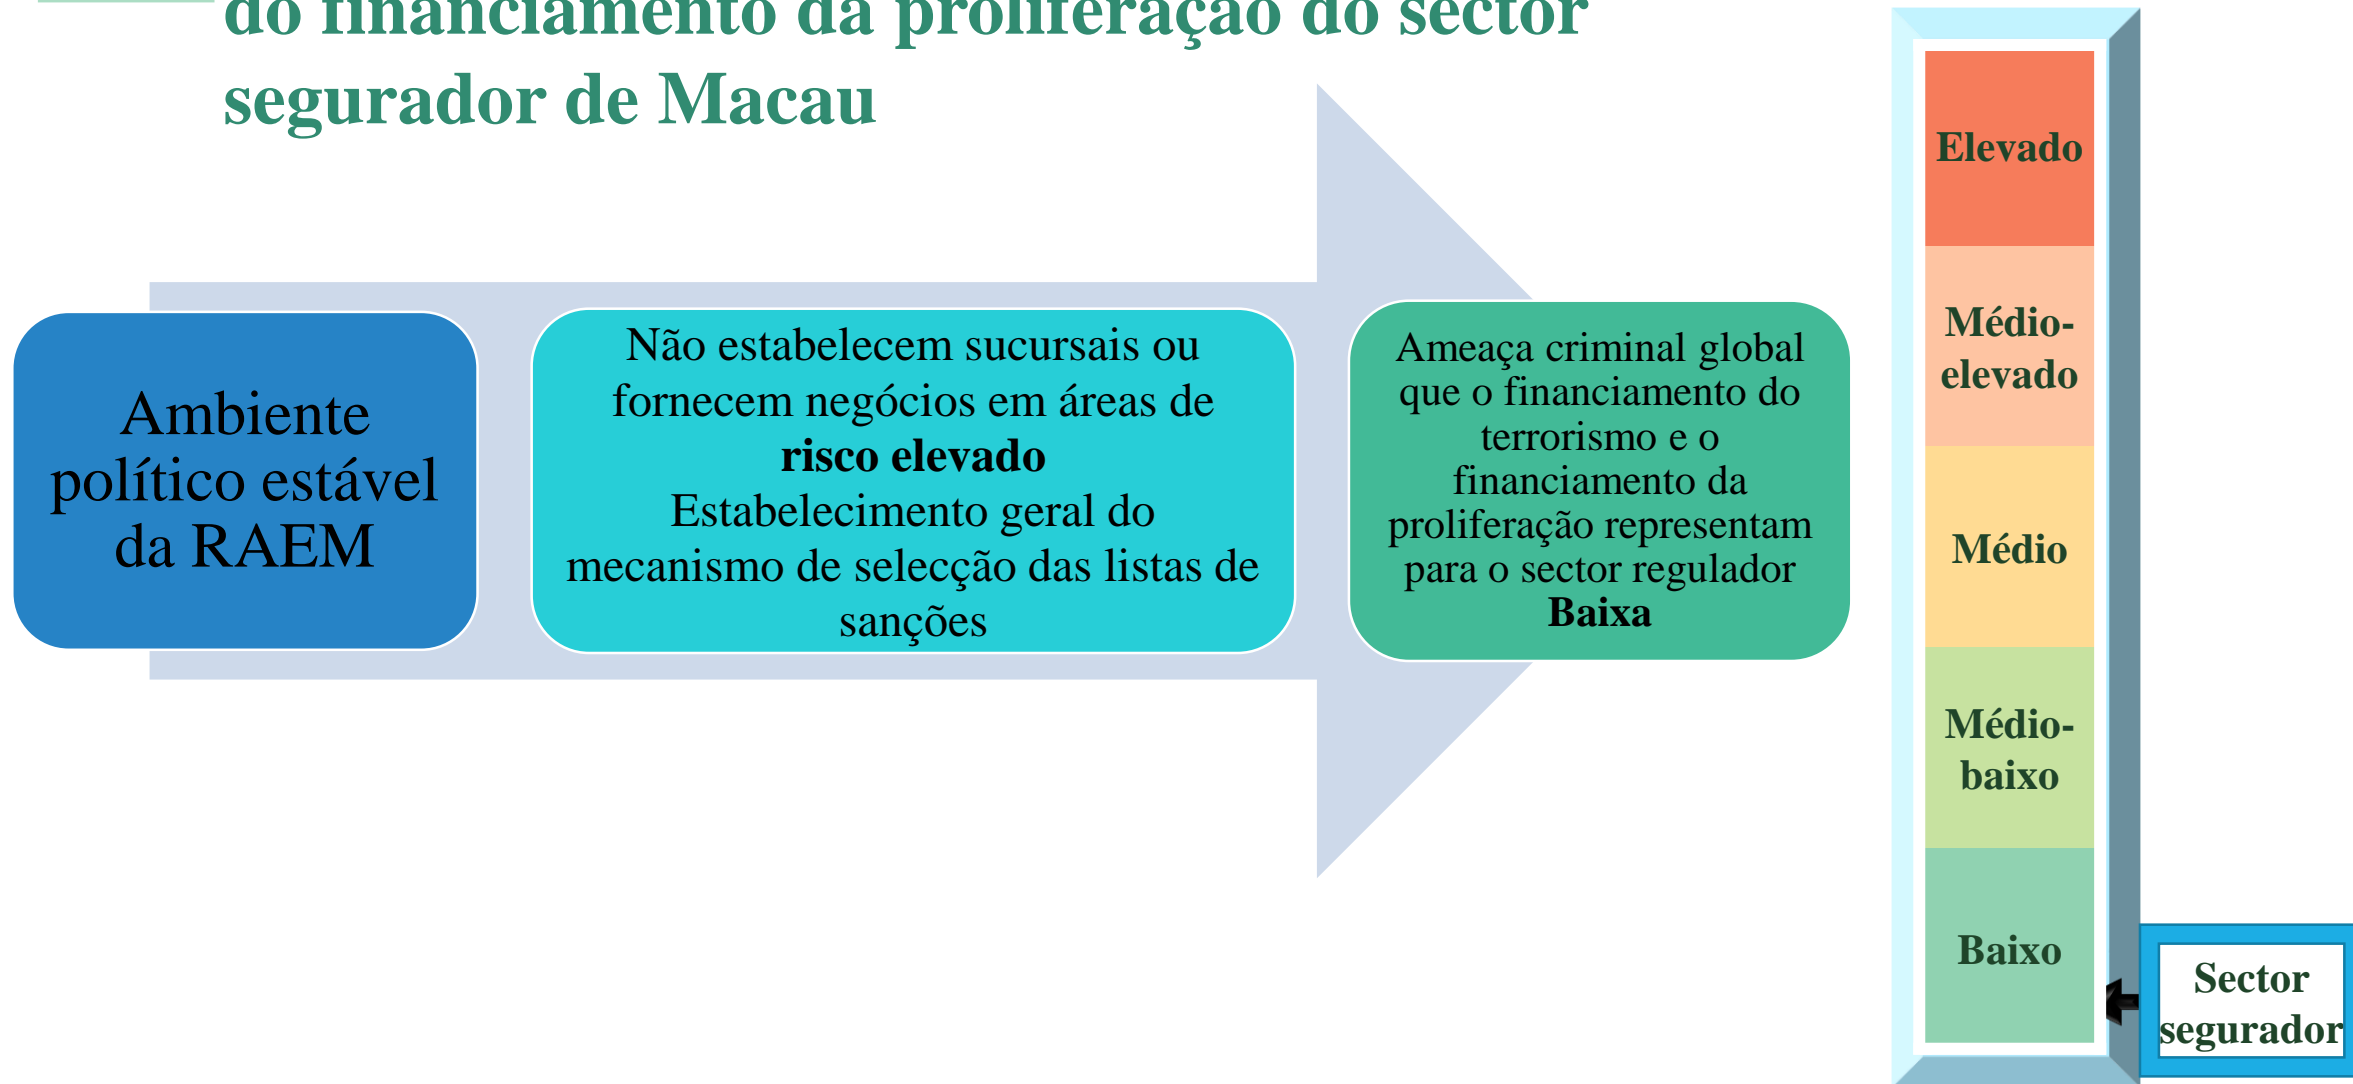 do financiamento da proliferação do sector
segurador de Macau
Ambiente
político estável
da RAEM
Não estabelecem sucursais ou
fornecem negócios em áreas de
risco elevado
Estabelecimento geral do
mecanismo de selecção das listas de
sanções
Ameaça criminal global
que o financiamento do
terrorismo e o
financiamento da
proliferação representam
para o sector regulador
Baixa
Elevado
Médio-
elevado
Médio
Médio-
baixo
Baixo
Sector
segurador